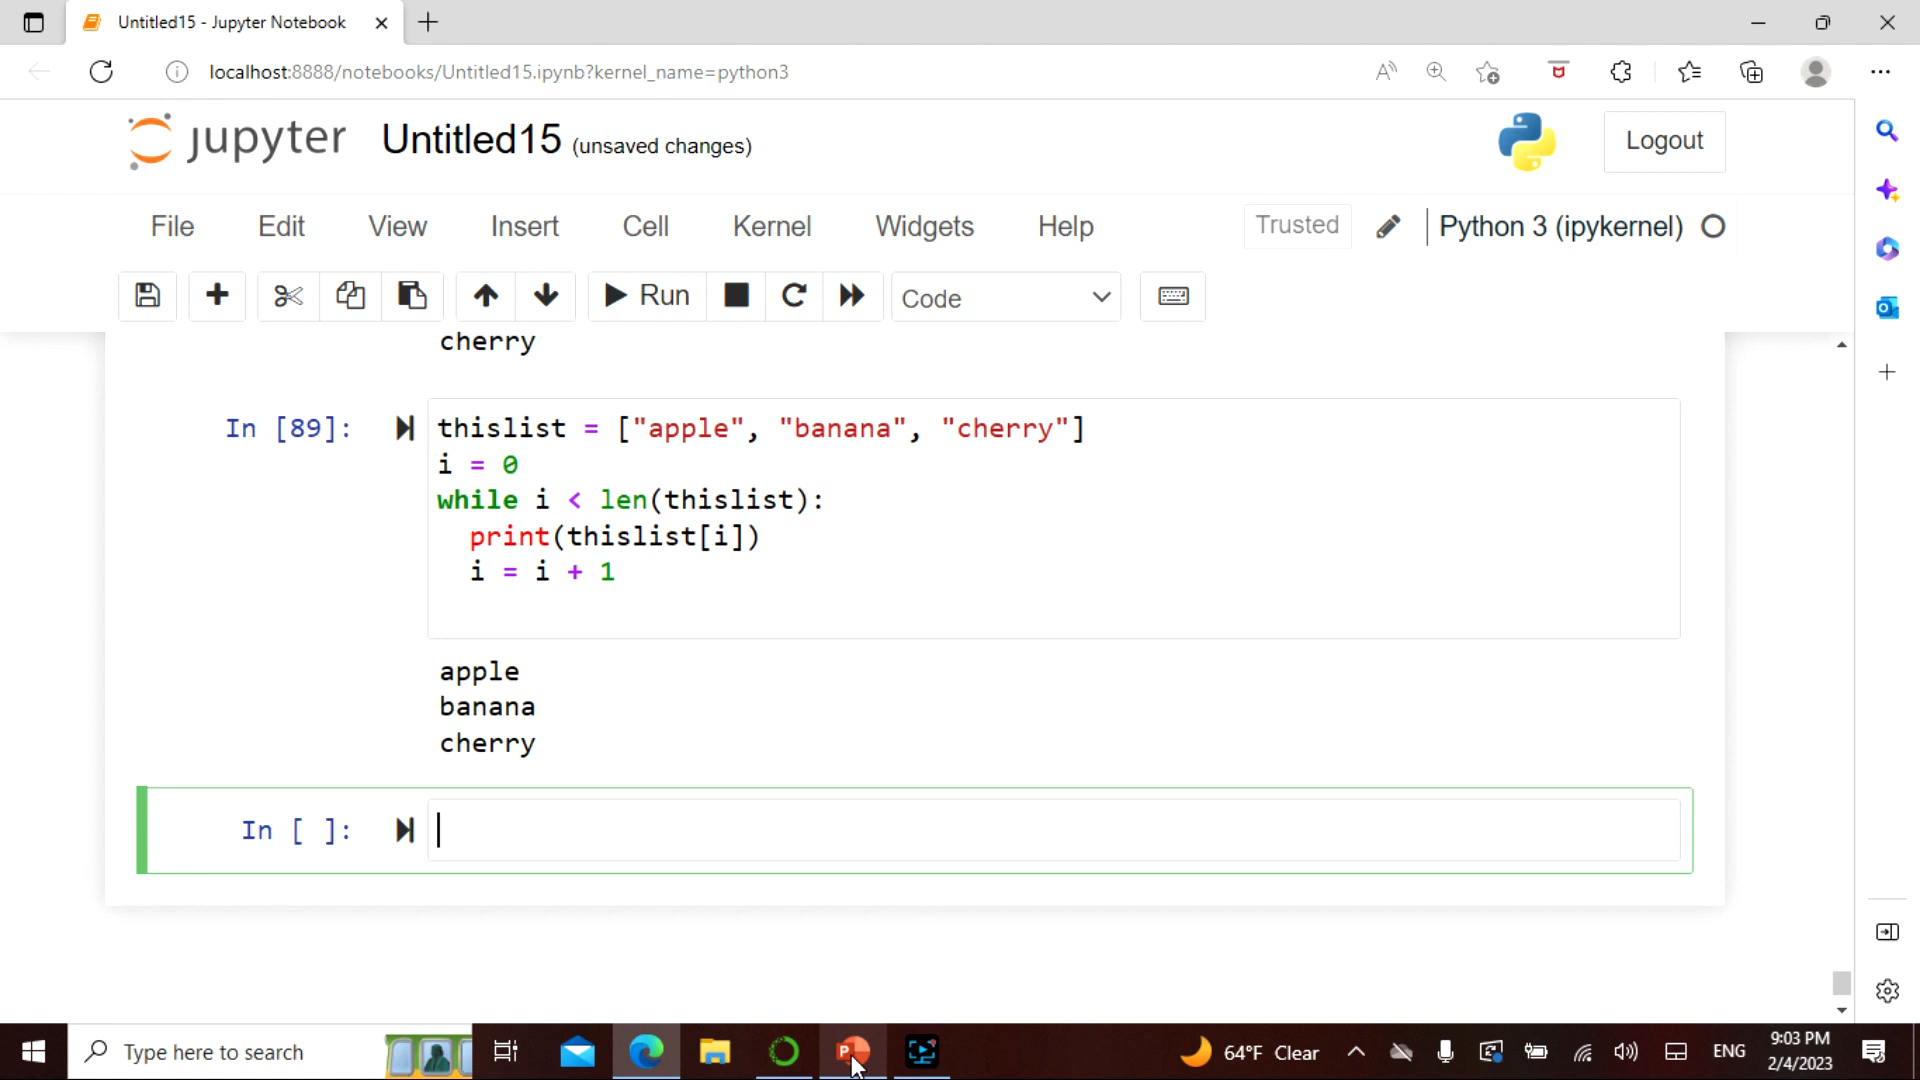 Untitled15 - Jupyter Notebook
localhost:8888/notebooks/Untitled15.ipynb?kernel_name=python3
jupyter Untitled15 (unsaved changes)
Logout
File Edit View Insert Cell Kernel Widgets Help Trusted Python 3 (ipykernel)
Run Code
cherry
In [89]: thislist = ["apple", "banana", "cherry"]
i = 0
while i < len(thislist):
print(thislist[i])
i = i + 1
apple
banana
cherry
In [ ]:
Type here to search
64°F Clear
ENG
9:03 PM
2/4/2023